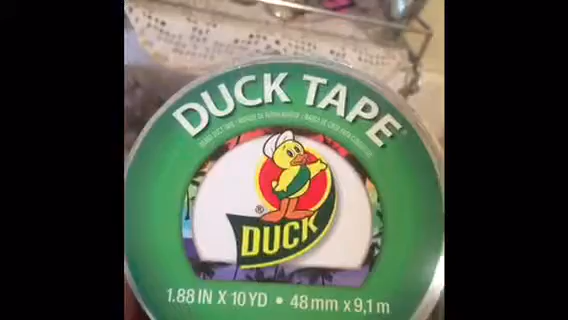 DUCK TAPE®
®
DUCK
1.88 IN X 10 YD • 48 mm x 9,1 m